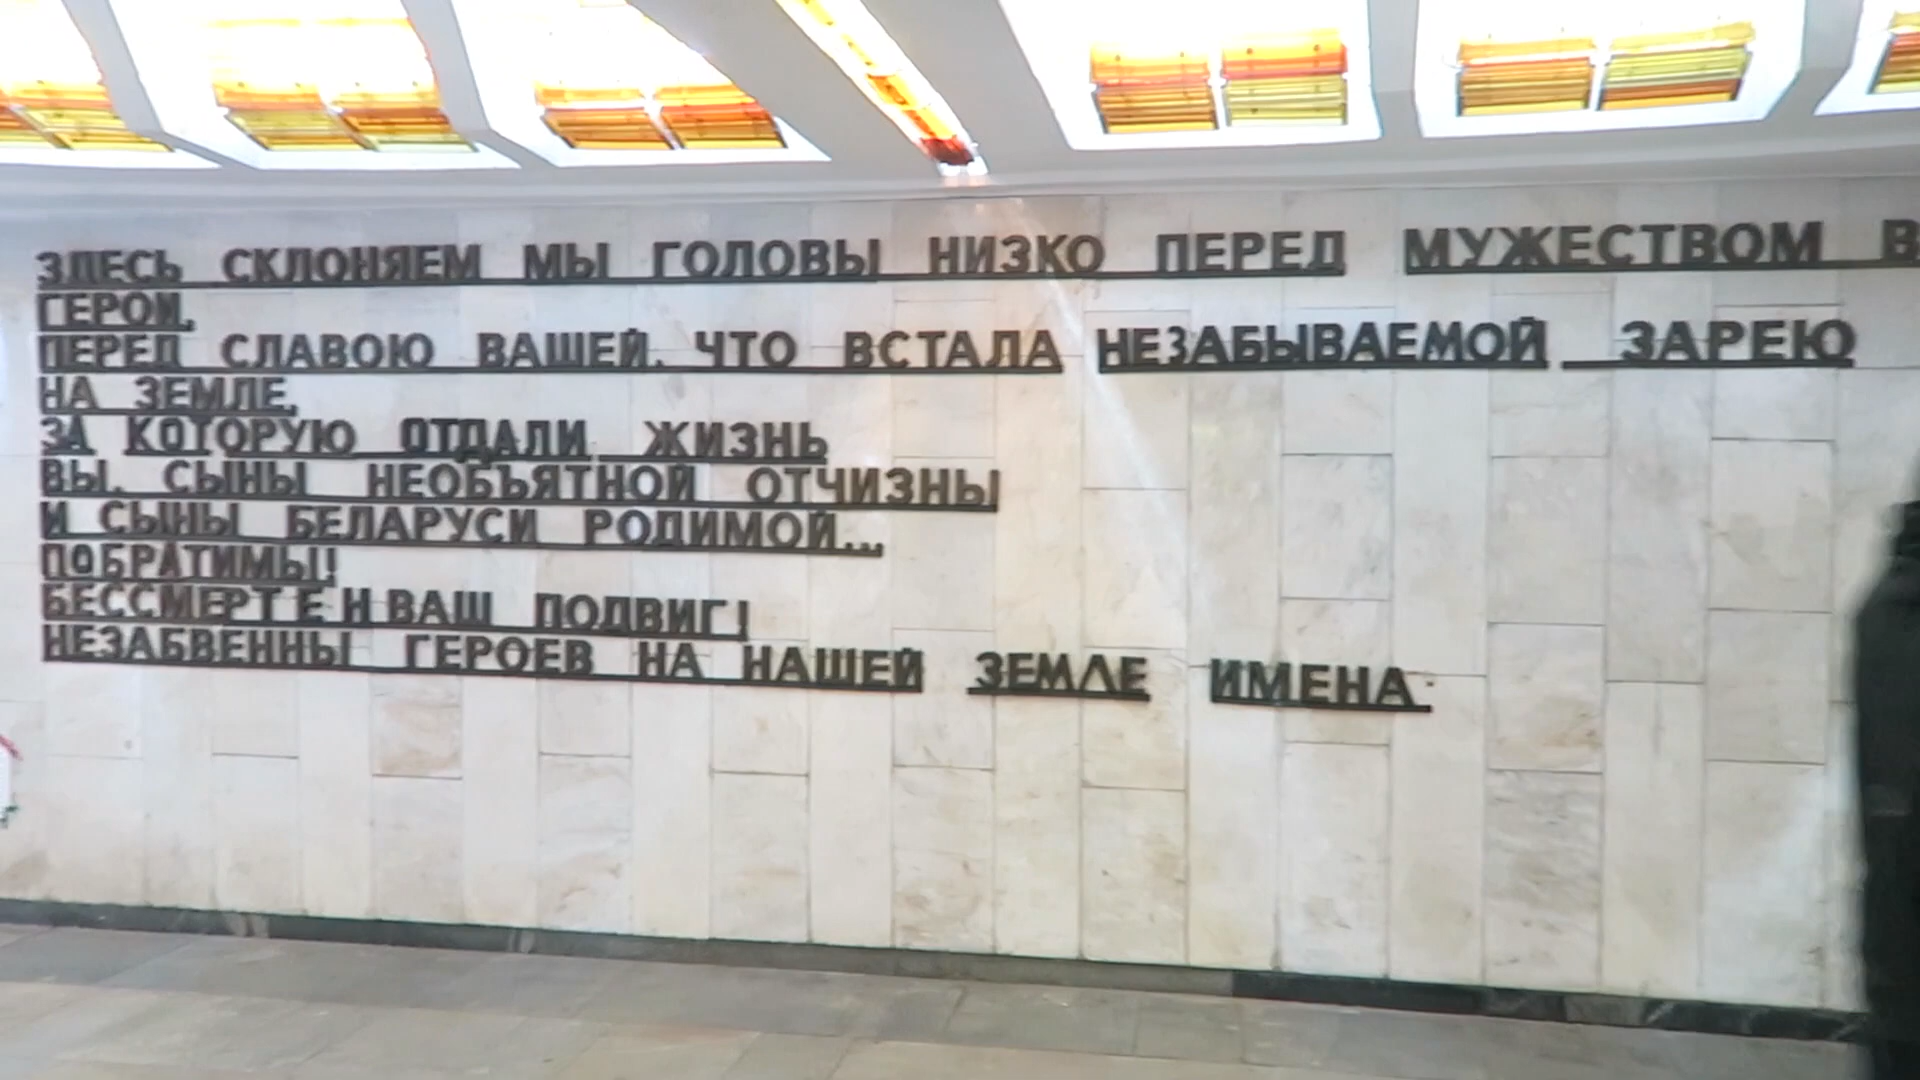 ЗДЕСЬ СКЛОНЯЕМ МЫ ГОЛОВЫ НИЗКО ПЕРЕД МУЖЕСТВОМ
ГЕРОИ,
ПЕРЕД СЛАВОЮ ВАШЕЙ, ЧТО ВСТАЛА НЕЗАБЫВАЕМОЙ ЗАРЕЮ
НА ЗЕМЛЕ,
ЗА КОТОРУЮ ОТДАЛИ ЖИЗНЬ
ВЫ, СЫНЫ НЕОБЪЯТНОЙ ОТЧИЗНЫ
И СЫНЫ БЕЛАРУСИ РОДИМОЙ...
ПОБРАТИМЫ!
БЕССМЕРТЕН ВАШ ПОДВИГ!
НЕЗАБВЕННЫ ГЕРОЕВ НА НАШЕЙ ЗЕМЛЕ ИМЕНА.